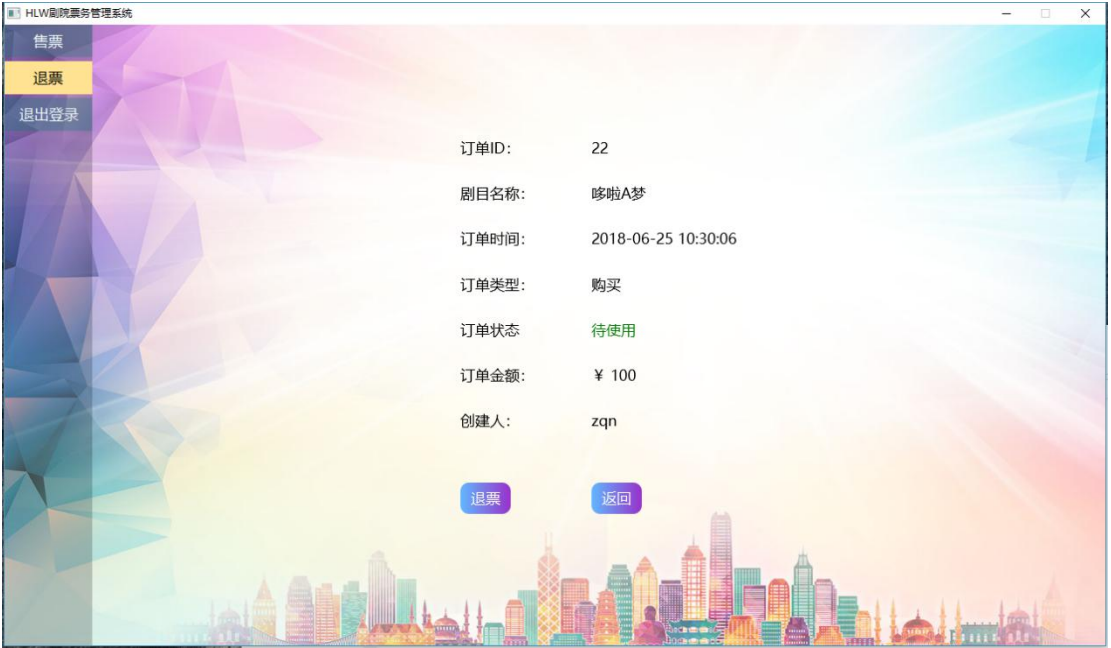 HLW剧院票务管理系统
售票
退票
退出登录
订单ID: 22
剧目名称: 哆啦A梦
订单时间: 2018-06-25 10:30:06
订单类型: 购买
订单状态 待使用
订单金额: ¥ 100
创建人: zqn
退票 返回